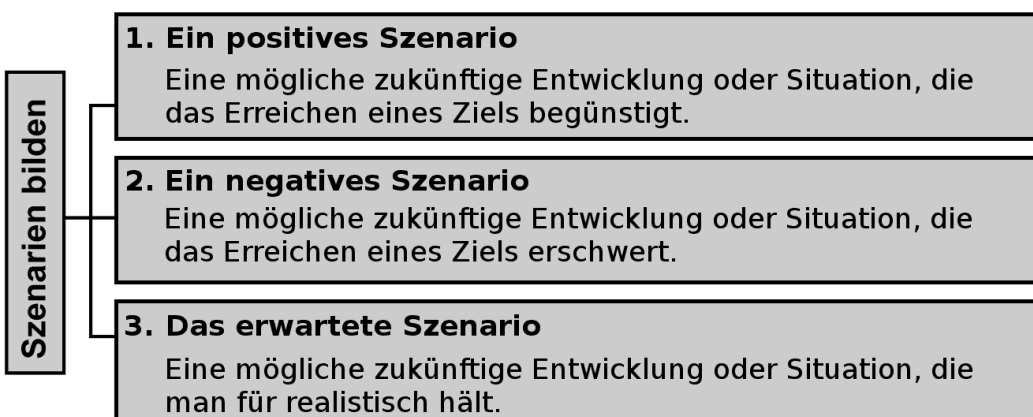 Szenarien bilden
1. Ein positives Szenario
Eine mögliche zukünftige Entwicklung oder Situation, die
das Erreichen eines Ziels begünstigt.
2. Ein negatives Szenario
Eine mögliche zukünftige Entwicklung oder Situation, die
das Erreichen eines Ziels erschwert.
3. Das erwartete Szenario
Eine mögliche zukünftige Entwicklung oder Situation, die
man für realistisch hält.